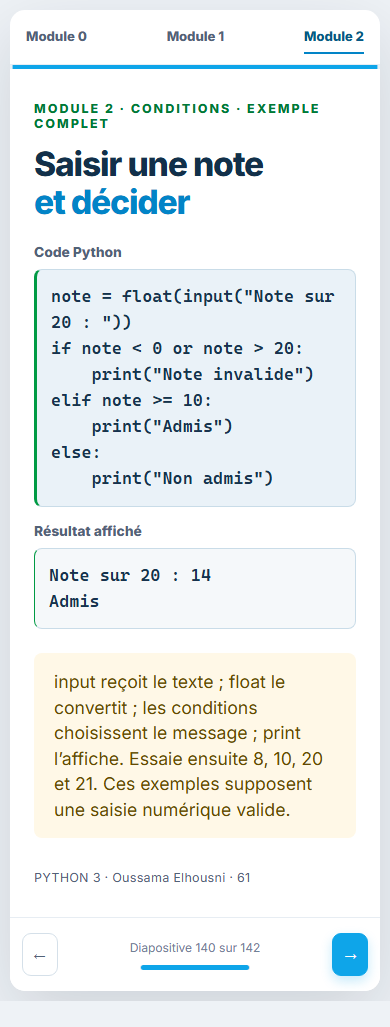 Module 0 Module 1 Module 2
MODULE 2 · CONDITIONS · EXEMPLE
COMPLET
Saisir une note
et décider
Code Python
note = float(input("Note sur
20 : "))
if note < 0 or note > 20:
    print("Note invalide")
elif note >= 10:
    print("Admis")
else:
    print("Non admis")
Résultat affiché
Note sur 20 : 14
Admis
input reçoit le texte ; float le
convertit ; les conditions
choisissent le message ; print
l’affiche. Essaie ensuite 8, 10, 20
et 21. Ces exemples supposent
une saisie numérique valide.
PYTHON 3 · Oussama Elhousni · 61
← Diapositive 140 sur 142 →